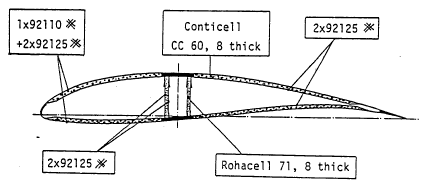 1x92110 ※
+2x92125 ※
Conticell
CC 60, 8 thick
2x92125 ※
2x92125 ※
Rohacell 71, 8 thick